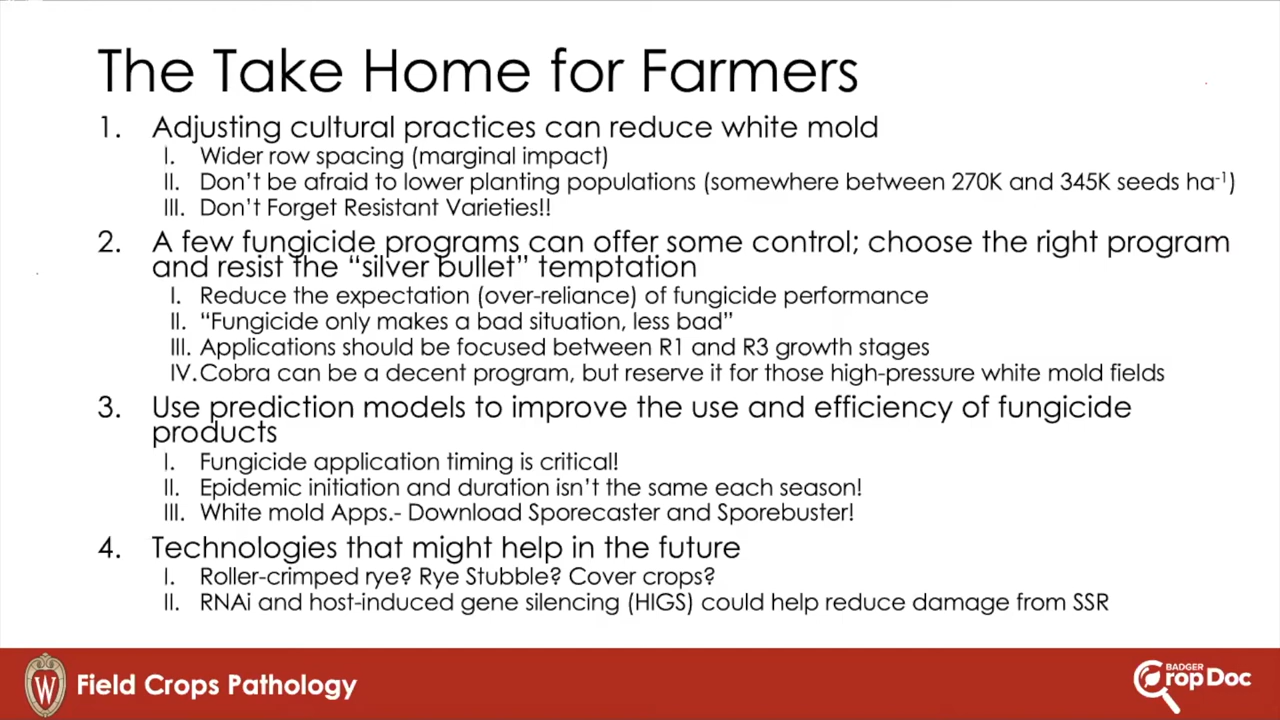 The Take Home for Farmers
1. Adjusting cultural practices can reduce white mold
I. Wider row spacing (marginal impact)
II. Don't be afraid to lower planting populations (somewhere between 270K and 345K seeds ha⁻¹)
III. Don't Forget Resistant Varieties!!
2. A few fungicide programs can offer some control; choose the right program
and resist the "silver bullet" temptation
I. Reduce the expectation (over-reliance) of fungicide performance
II. "Fungicide only makes a bad situation, less bad"
III. Applications should be focused between R1 and R3 growth stages
IV. Cobra can be a decent program, but reserve it for those high-pressure white mold fields
3. Use prediction models to improve the use and efficiency of fungicide
products
I. Fungicide application timing is critical!
II. Epidemic initiation and duration isn't the same each season!
III. White mold Apps.- Download Sporecaster and Sporebuster!
4. Technologies that might help in the future
I. Roller-crimped rye? Rye Stubble? Cover crops?
II. RNAi and host-induced gene silencing (HIGS) could help reduce damage from SSR
W Field Crops Pathology
BADGER
Crop Doc